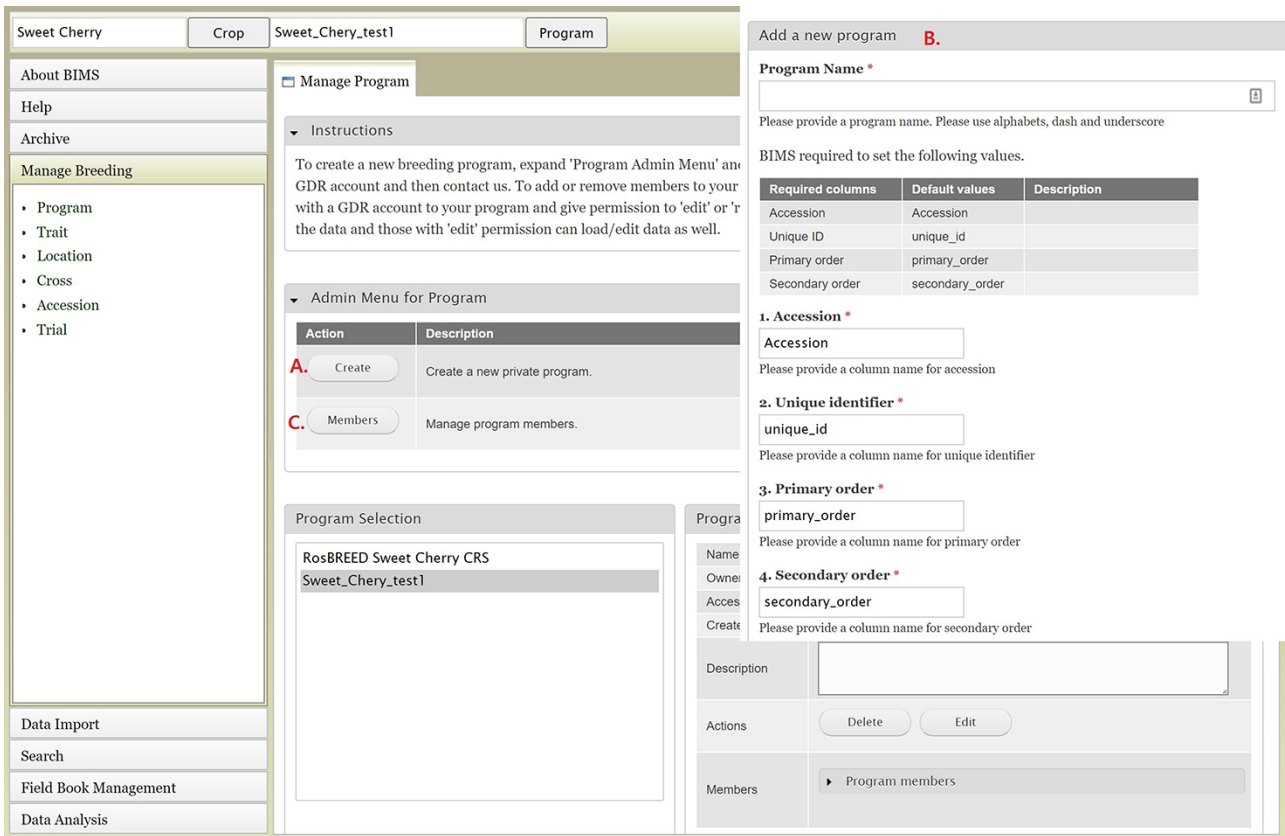 Sweet Cherry
Crop
Sweet_Chery_test1
Program
About BIMS
Help
Archive
Manage Breeding
Program
Trait
Location
Cross
Accession
Trial
Data Import
Search
Field Book Management
Data Analysis
Manage Program
Instructions
To create a new breeding program, expand 'Program Admin Menu' and
GDR account and then contact us. To add or remove members to your
with a GDR account to your program and give permission to 'edit' or 'r
the data and those with 'edit' permission can load/edit data as well.
Admin Menu for Program
Action Description
A. Create Create a new private program.
C. Members Manage program members.
Program Selection
RosBREED Sweet Cherry CRS
Sweet_Chery_test1
Progra
Name
Owne
Acces
Create
Description
Actions Delete Edit
Members Program members
Add a new program B.
Program Name *
Please provide a program name. Please use alphabets, dash and underscore
BIMS required to set the following values.
Required columns Default values Description
Accession Accession
Unique ID unique_id
Primary order primary_order
Secondary order secondary_order
1. Accession *
Accession
Please provide a column name for accession
2. Unique identifier *
unique_id
Please provide a column name for unique identifier
3. Primary order *
primary_order
Please provide a column name for primary order
4. Secondary order *
secondary_order
Please provide a column name for secondary order